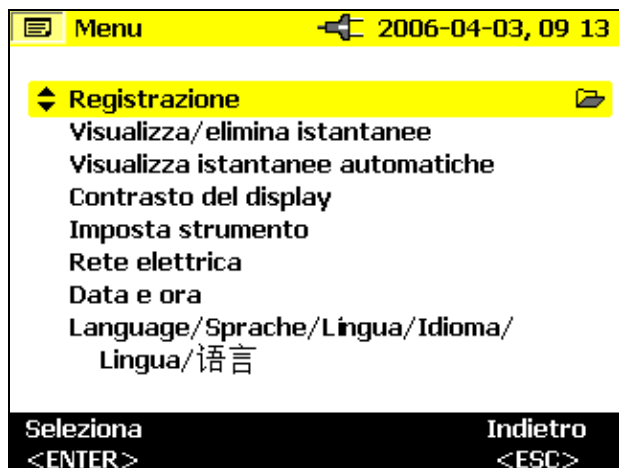 Menu 2006-04-03, 09 13
Registrazione
Visualizza/elimina istantanee
Visualizza istantanee automatiche
Contrasto del display
Imposta strumento
Rete elettrica
Data e ora
Language/Sprache/Língua/Idioma/
Lingua/语言
Seleziona Indietro
<ENTER> <ESC>